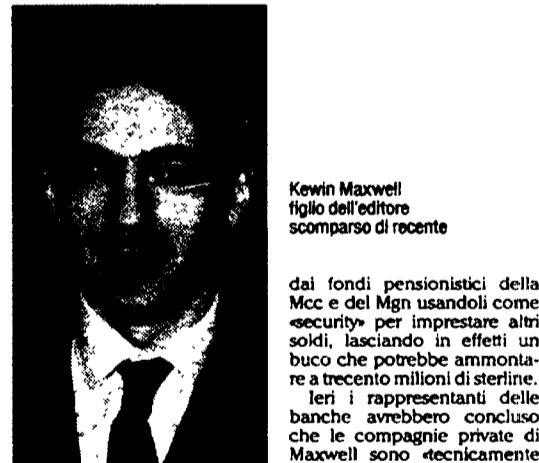 Kewin Maxwell
figlio dell'editore
scomparso di recente
dai fondi pensionistici della
Mcc e del Mgn usandoli come
«security» per imprestare altri
soldi, lasciando in effetti un
buco che potrebbe ammonta-
re a trecento milioni di sterline.
Ieri i rappresentanti delle
banche avrebbero concluso
che le compagnie private di
Maxwell sono «tecnicamente